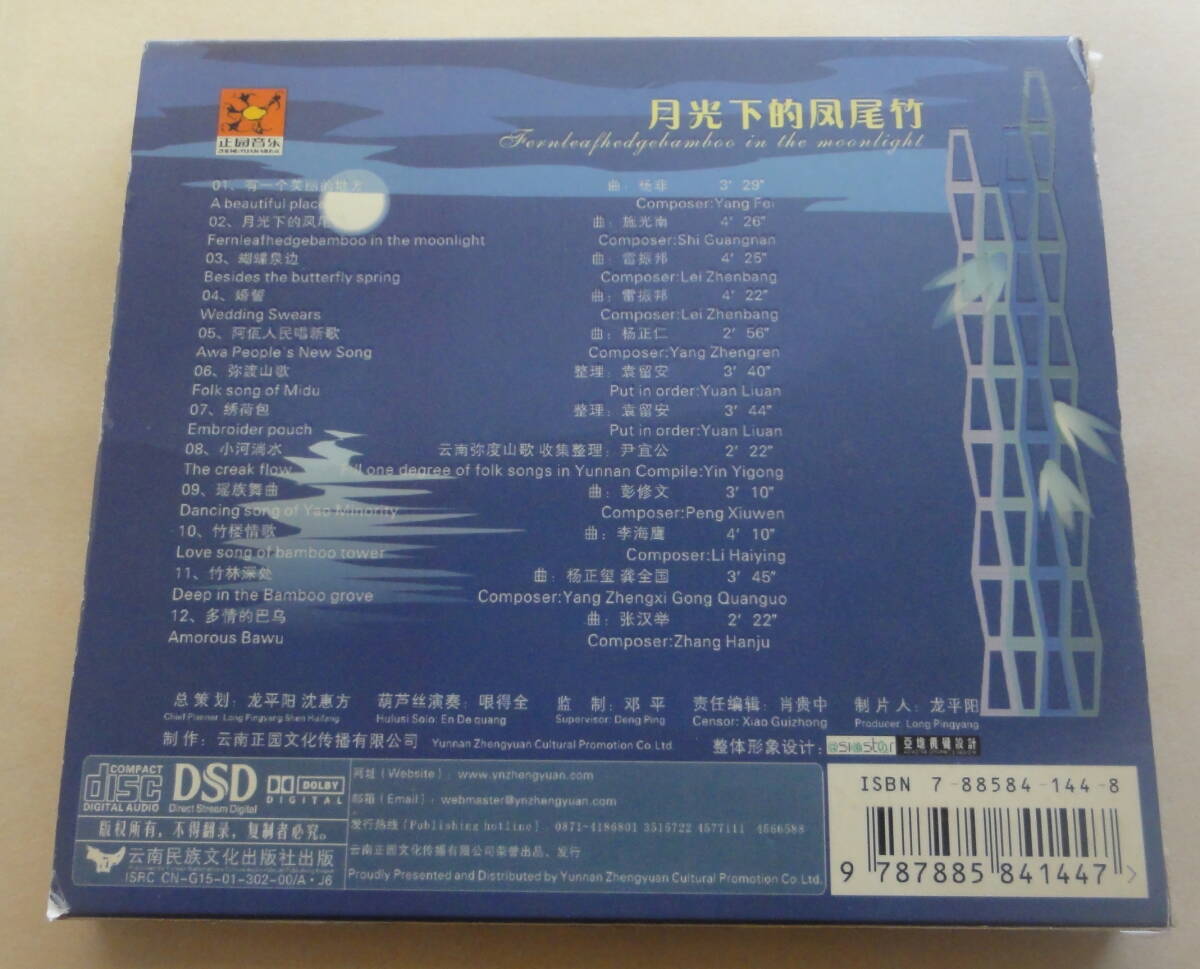 正园音乐
月光下的凤尾竹
Fernleafhedgebamboo in the moonlight
01、有一个美丽的地方 曲：杨非 3′ 29″
A beautiful place Composer:Yang Fei
02、月光下的凤尾 曲：施光南 4′ 26″
Fernleafhedgebamboo in the moonlight Composer:Shi Guangnan
03、蝴蝶泉边 曲：雷振邦 4′ 25″
Besides the butterfly spring Composer:Lei Zhenbang
04、婚誓 曲：雷振邦 4′ 22″
Wedding Swears Composer:Lei Zhenbang
05、阿佤人民唱新歌 曲：杨正仁 2′ 56″
Awa People's New Song Composer:Yang Zhengren
06、弥渡山歌 整理：袁留安 3′ 40″
Folk song of Midu Put in order:Yuan Liuan
07、绣荷包 整理：袁留安 3′ 44″
Embroider pouch Put in order:Yuan Liuan
08、小河淌水 云南弥度山歌 收集整理：尹宜公 2′ 22″
The creak flow one degree of folk songs in Yunnan Compile:Yin Yigong
09、瑶族舞曲 曲：彭修文 3′ 10″
Dancing song of Yao Minority Composer:Peng Xiuwen
10、竹楼情歌 曲：李海鹰 4′ 10″
Love song of bamboo tower Composer:Li Haiying
11、竹林深处 曲：杨正玺 龚全国 3′ 45″
Deep in the Bamboo grove Composer:Yang Zhengxi Gong Quanguo
12、多情的巴乌 曲：张汉举 2′ 22″
Amorous Bawu Composer:Zhang Hanju
总策划：龙平阳 沈惠方 葫芦丝演奏：哏得全 监 制：邓 平 责任编辑：肖贵中 制 片 人：龙乎阳
Chief Planner: Long Pingyang Shen Huifang Hulusi Solo: En De quang Supervisor: Deng Ping Censor: Xiao Guizhong Producer Long Pingyang
制作：云南正园文化传播有限公司 Yunnan Zhengyuan Cultural Promotion Co Ltd. 整体形象设计：@siastar 亚熄视觉設計
COMPACT disc DIGITAL AUDIO
DSD Direct Stream Digital
DOLBY DIGITAL
版权所有，不得翻录，复制者必究。
云南民族文化出版社出版
ISRC CN-G15-01-302-00/A·J6
网址（Website）：www.ynzhengyuan.com
邮箱（Email）：webmaster@ynzhengyuan.com
发行热线（Publishing hotline） 0871-4186801 3515722 4577111 4566588
云南正园文化传播有限公司荣誉出品、发行
Proudly Presented and Distributed by Yunnan Zhengyuan Cultural Promotion Co Ltd.
ISBN 7-88584-144-8
9 787885 841447 >